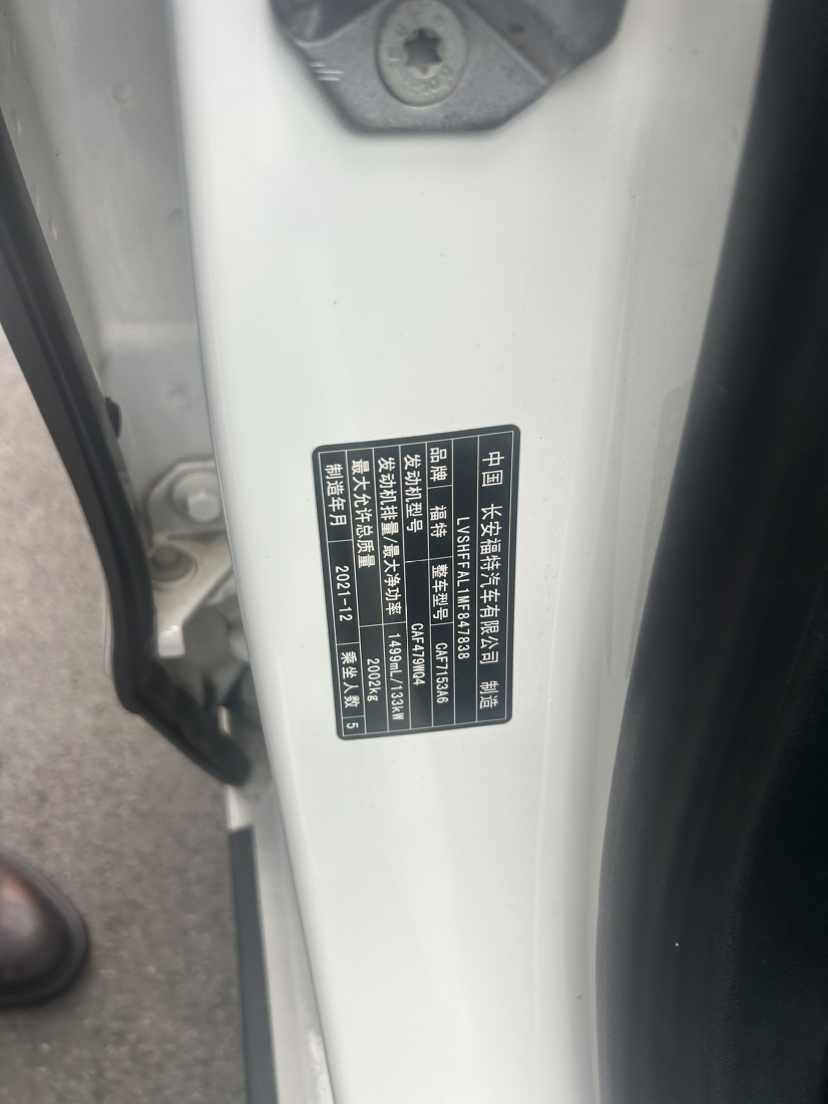 中国 长安福特汽车有限公司 制造
LVSHFFAL1MF847838
品牌 福特 整车型号 CAF7153A6
发动机型号 CAF479WQ4
发动机排量/最大净功率 1499mL/133kW
最大允许总质量 2002kg
制造年月 2021-12 乘坐人数 5